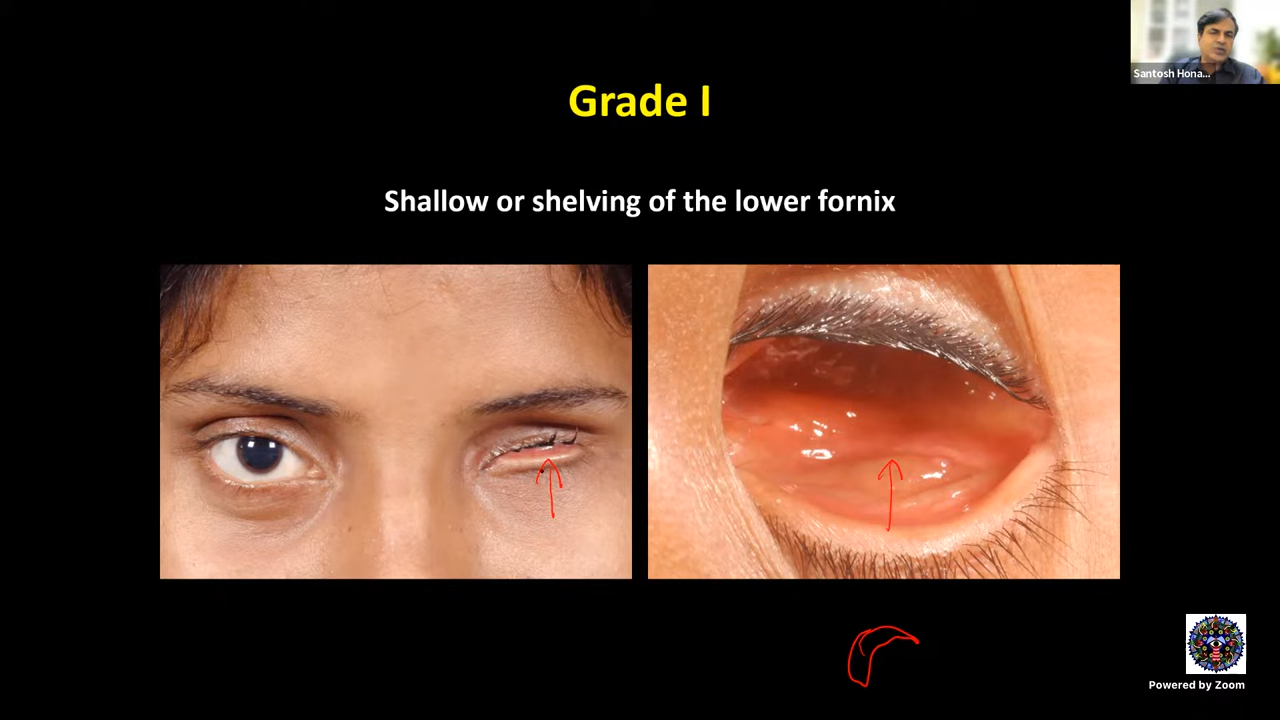 Santosh Hona...
Grade I
Shallow or shelving of the lower fornix
Powered by Zoom